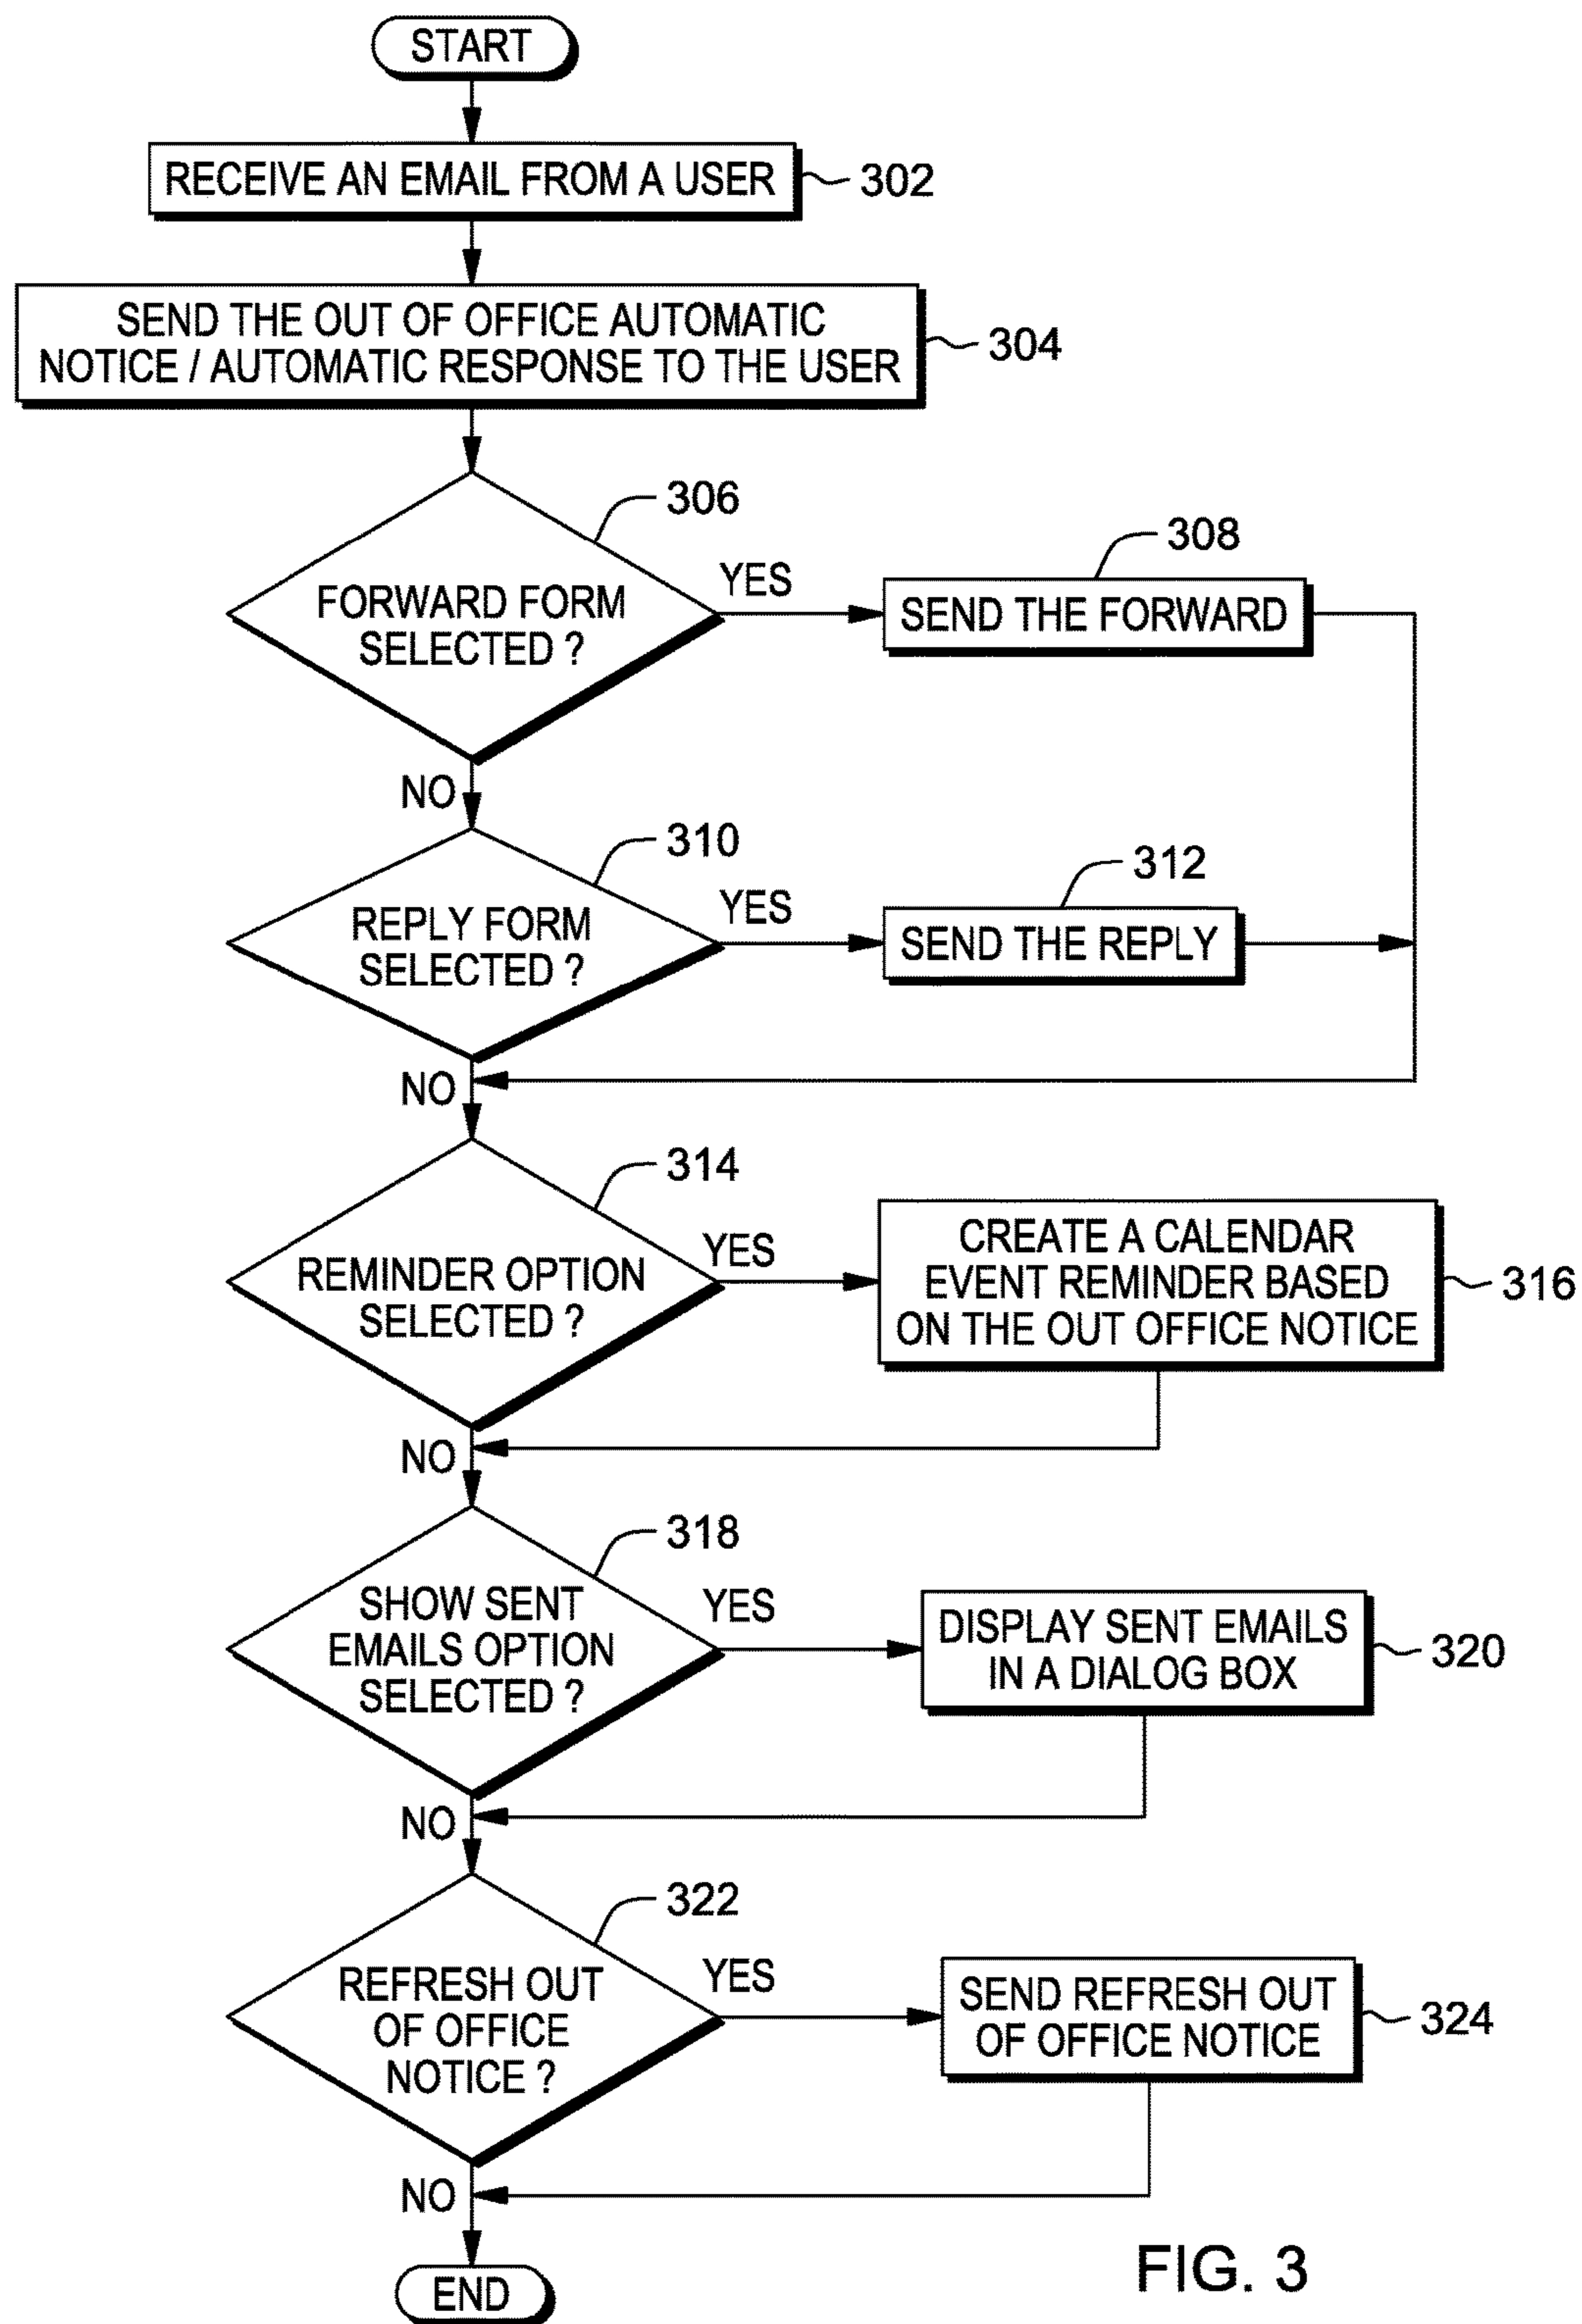 START
RECEIVE AN EMAIL FROM A USER
302
SEND THE OUT OF OFFICE AUTOMATIC
NOTICE / AUTOMATIC RESPONSE TO THE USER
304
306
FORWARD FORM
SELECTED ?
YES
308
SEND THE FORWARD
NO
310
REPLY FORM
SELECTED ?
YES
312
SEND THE REPLY
NO
314
REMINDER OPTION
SELECTED ?
YES
CREATE A CALENDAR
EVENT REMINDER BASED
ON THE OUT OFFICE NOTICE
316
NO
318
SHOW SENT
EMAILS OPTION
SELECTED ?
YES
DISPLAY SENT EMAILS
IN A DIALOG BOX
320
NO
322
REFRESH OUT
OF OFFICE
NOTICE ?
YES
SEND REFRESH OUT
OF OFFICE NOTICE
324
NO
END
FIG. 3